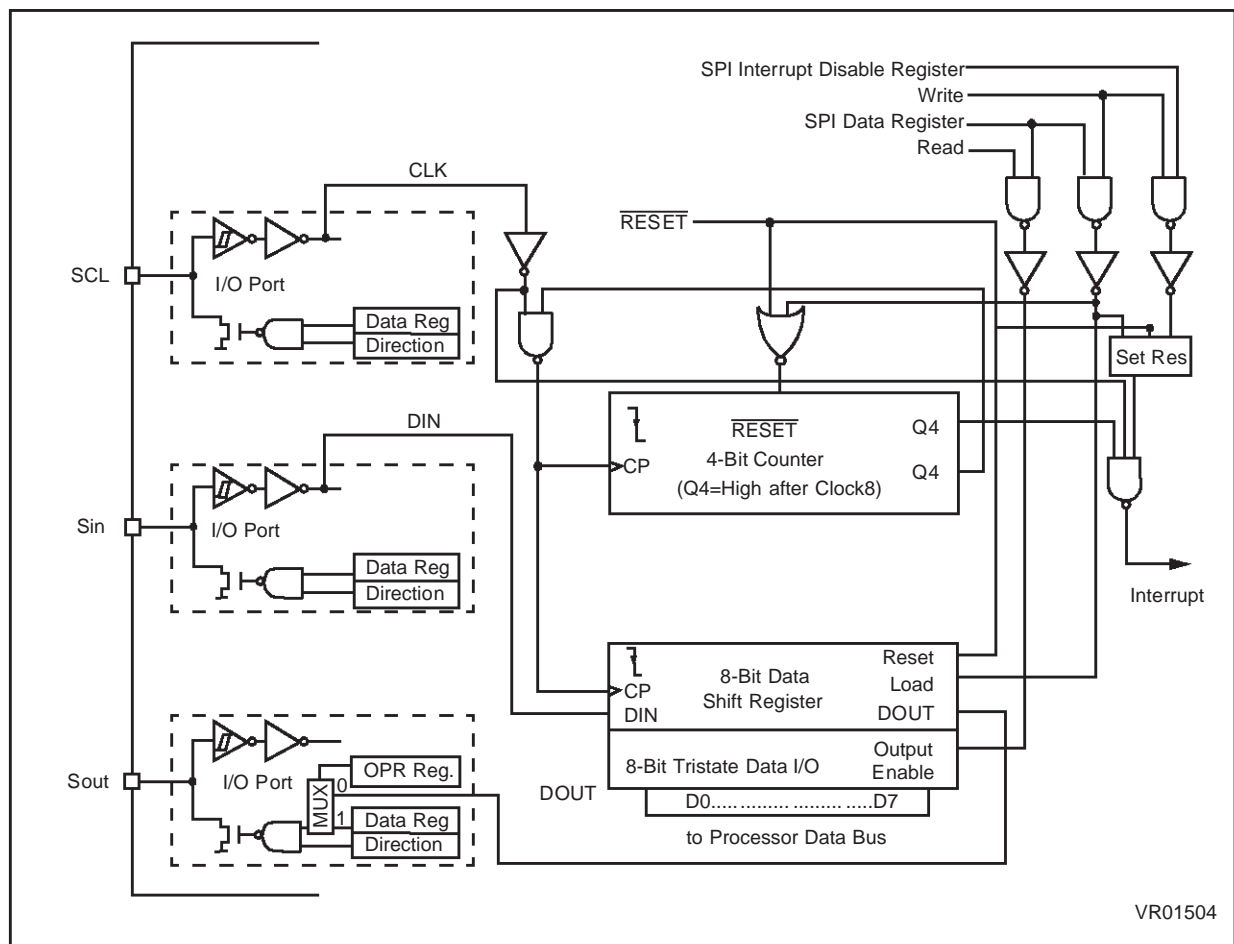 SPI Interrupt Disable Register
Write
SPI Data Register
Read
CLK
RESET
SCL
I/O Port
Data Reg
Direction
Set Res
DIN
RESET
Q4
4-Bit Counter
CP
Q4
(Q4=High after Clock8)
Sin
I/O Port
Data Reg
Direction
Interrupt
Reset
8-Bit Data
Load
CP
Shift Register
DIN
DOUT
Sout
I/O Port
OPR Reg.
MUX
0
1
Data Reg
Direction
Output
8-Bit Tristate Data I/O
Enable
DOUT
D0..... ......... ......... .....D7
to Processor Data Bus
VR01504